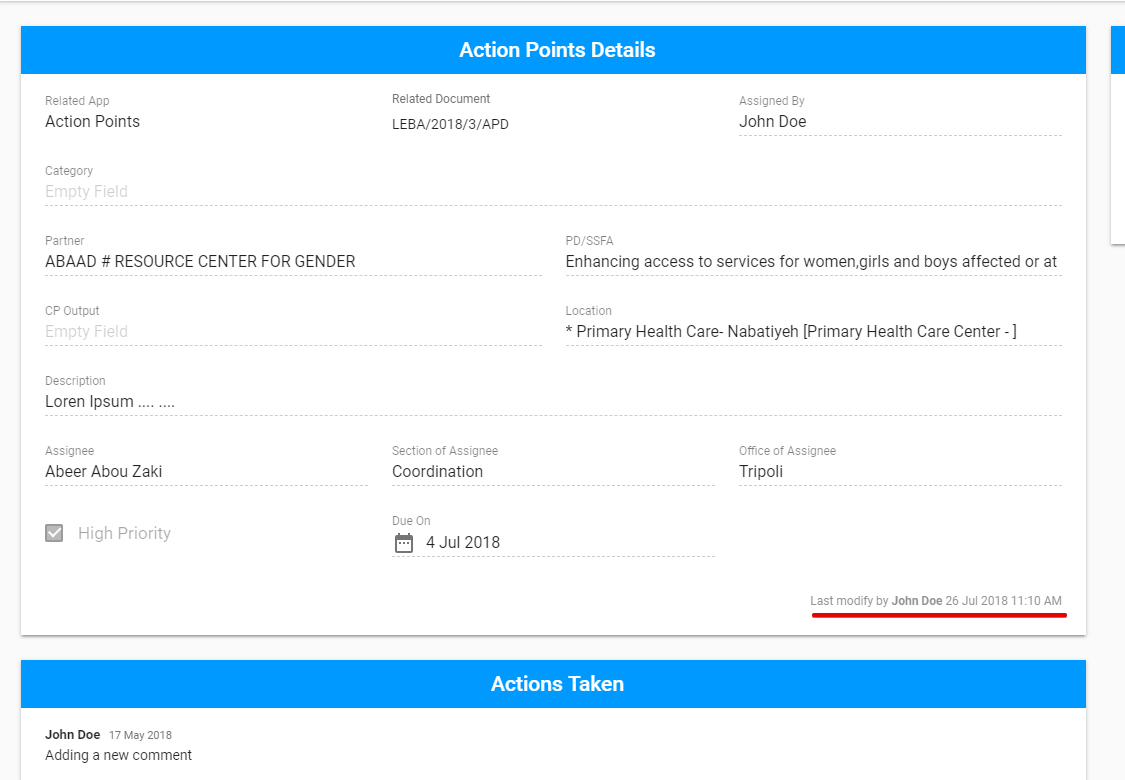 Action Points Details
Related App
Related Document
Assigned By
Action Points
LEBA/2018/3/APD
John Doe
Category
Empty Field
Partner
PD/SSFA
ABAAD # RESOURCE CENTER FOR GENDER
Enhancing access to services for women,girls and boys affected or at
CP Output
Location
Empty Field
* Primary Health Care- Nabatiyeh [Primary Health Care Center - ]
Description
Loren Ipsum .... ....
Assignee
Section of Assignee
Office of Assignee
Abeer Abou Zaki
Coordination
Tripoli
High Priority
Due On
4 Jul 2018
Last modify by John Doe 26 Jul 2018 11:10 AM
Actions Taken
John Doe 17 May 2018
Adding a new comment